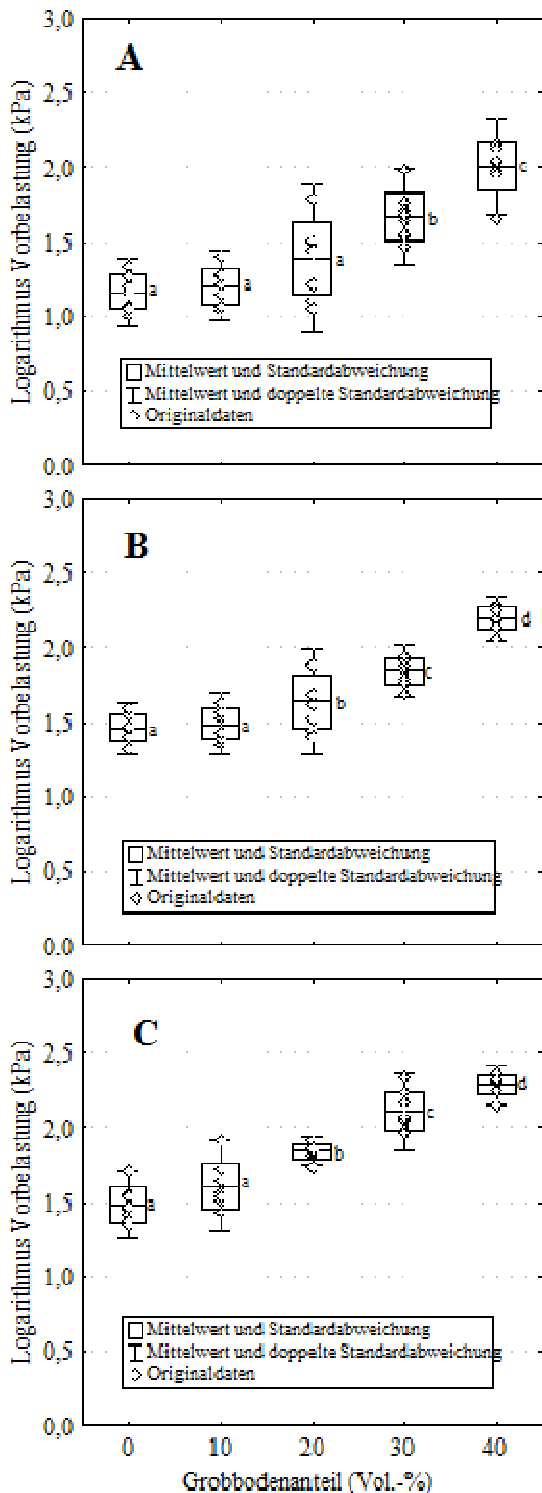 3,0
A
2,5
2,0
1,5
1,0
0,5
0.0
Logarithmus Vorbelastung (kPa)
a
a
a
b
c
Mittelwert und Standardabweichung
Mittelwert und doppelte Standardabweichung
Originaldaten
3,0
B
2,5
2,0
1,5
1,0
0,5
0.0
Logarithmus Vorbelastung (kPa)
a
a
b
c
d
Mittelwert und Standardabweichung
Mittelwert und doppelte Standardabweichung
Originaldaten
3,0
C
2,5
2,0
1,5
1,0
0,5
0,0
Logarithmus Vorbelastung (kPa)
a
a
b
c
d
Mittelwert und Standardabweichung
Mittelwert und doppelte Standardabweichung
Originaldaten
0 10 20 30 40
Grobbodenanteil (Vol.-%)